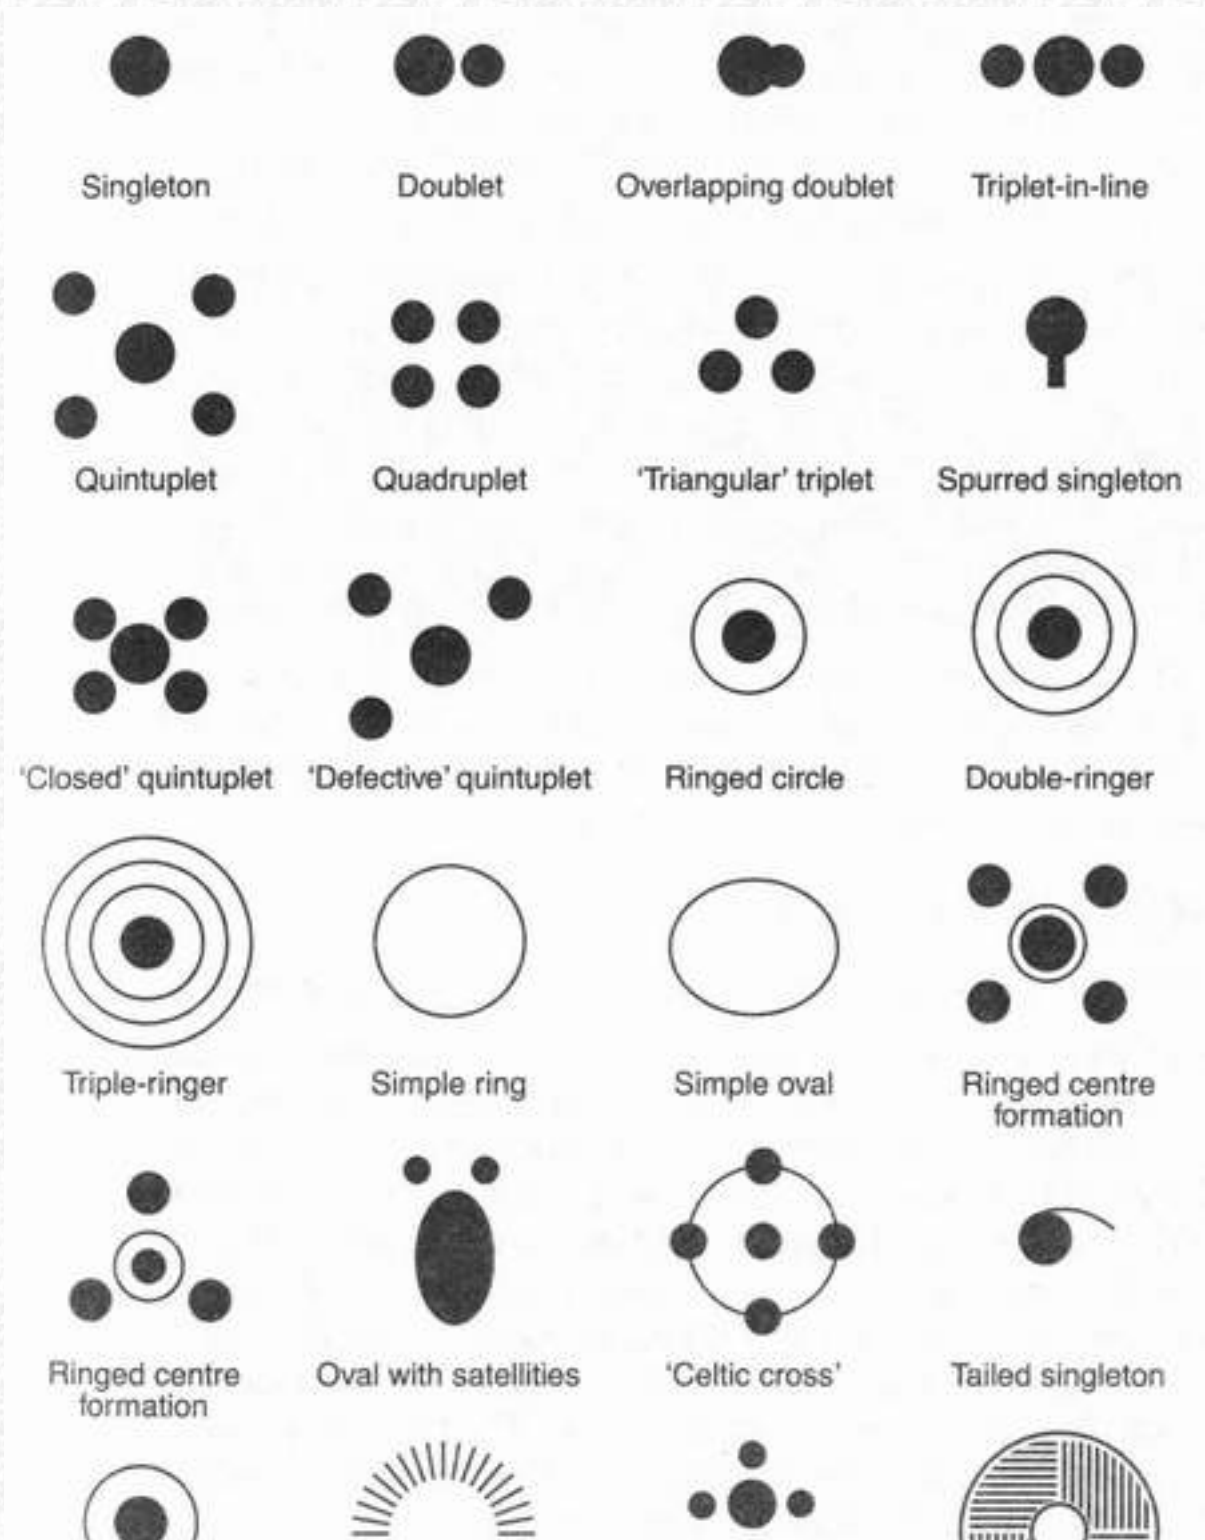 Singleton
Doublet
Overlapping doublet
Triplet-in-line
Quintuplet
Quadruplet
'Triangular' triplet
Spurred singleton
'Closed' quintuplet
'Defective' quintuplet
Ringed circle
Double-ringer
Triple-ringer
Simple ring
Simple oval
Ringed centre
formation
Ringed centre
formation
Oval with satellities
'Celtic cross'
Tailed singleton